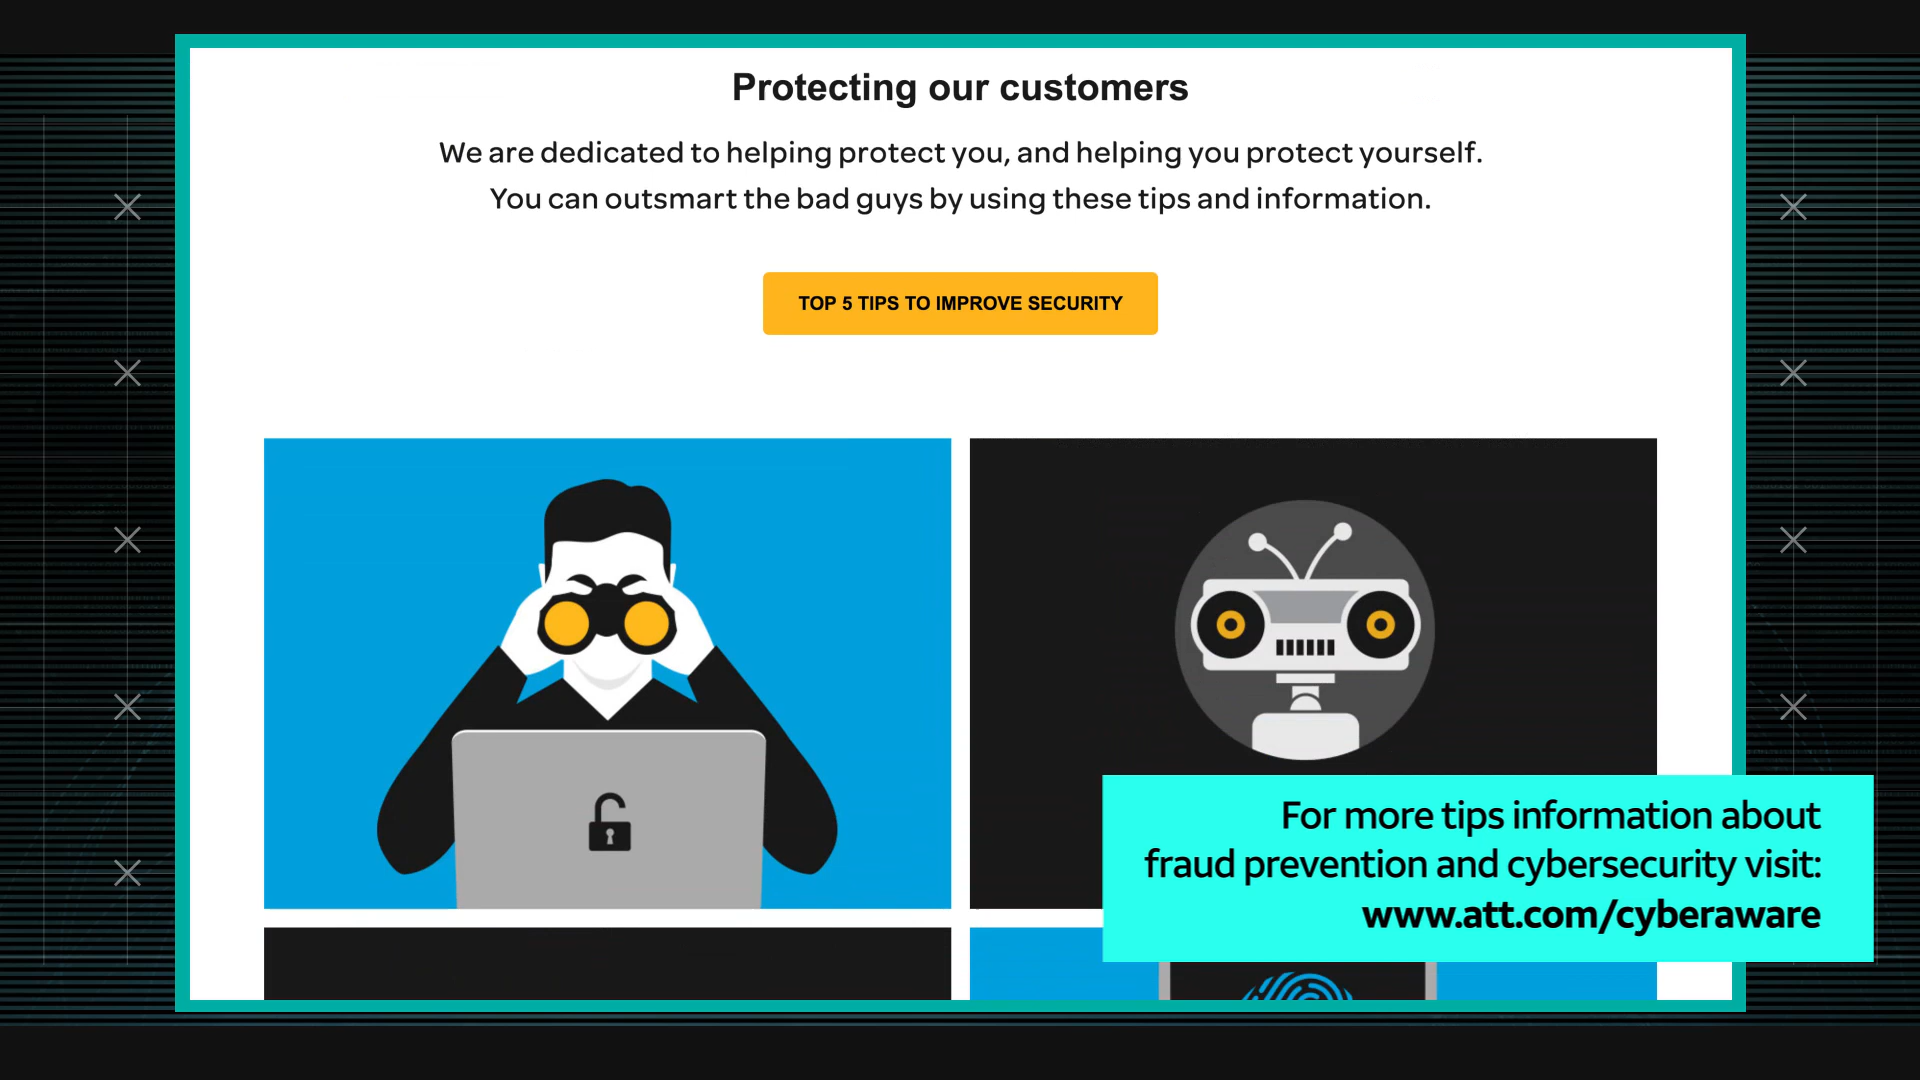 Protecting our customers
We are dedicated to helping protect you, and helping you protect yourself.
You can outsmart the bad guys by using these tips and information.
TOP 5 TIPS TO IMPROVE SECURITY
For more tips information about
fraud prevention and cybersecurity visit:
www.att.com/cyberaware